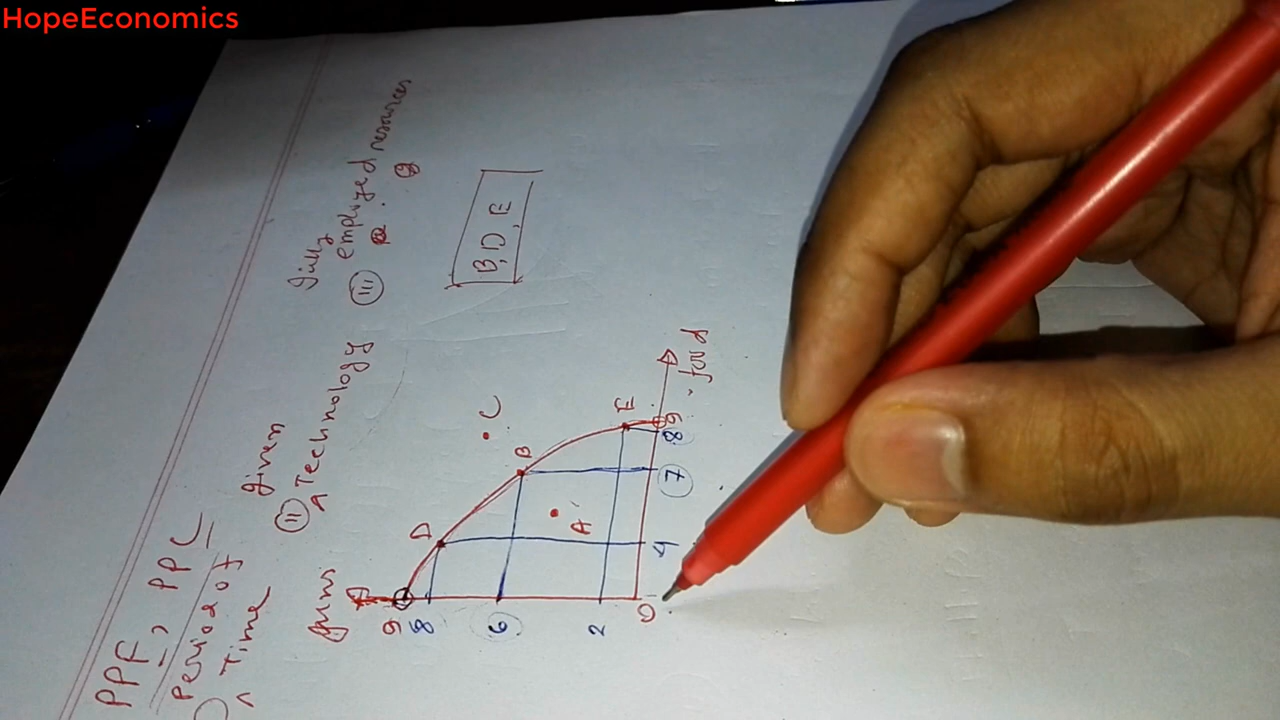 HopeEconomics
PPF, PPC
Period of
^ Time
given
(II) ^ Technology
fully
(III) employed resources
B, D, E
guns
9
8
6
2
0
4
7
8
9
food
D
B
E
A
C